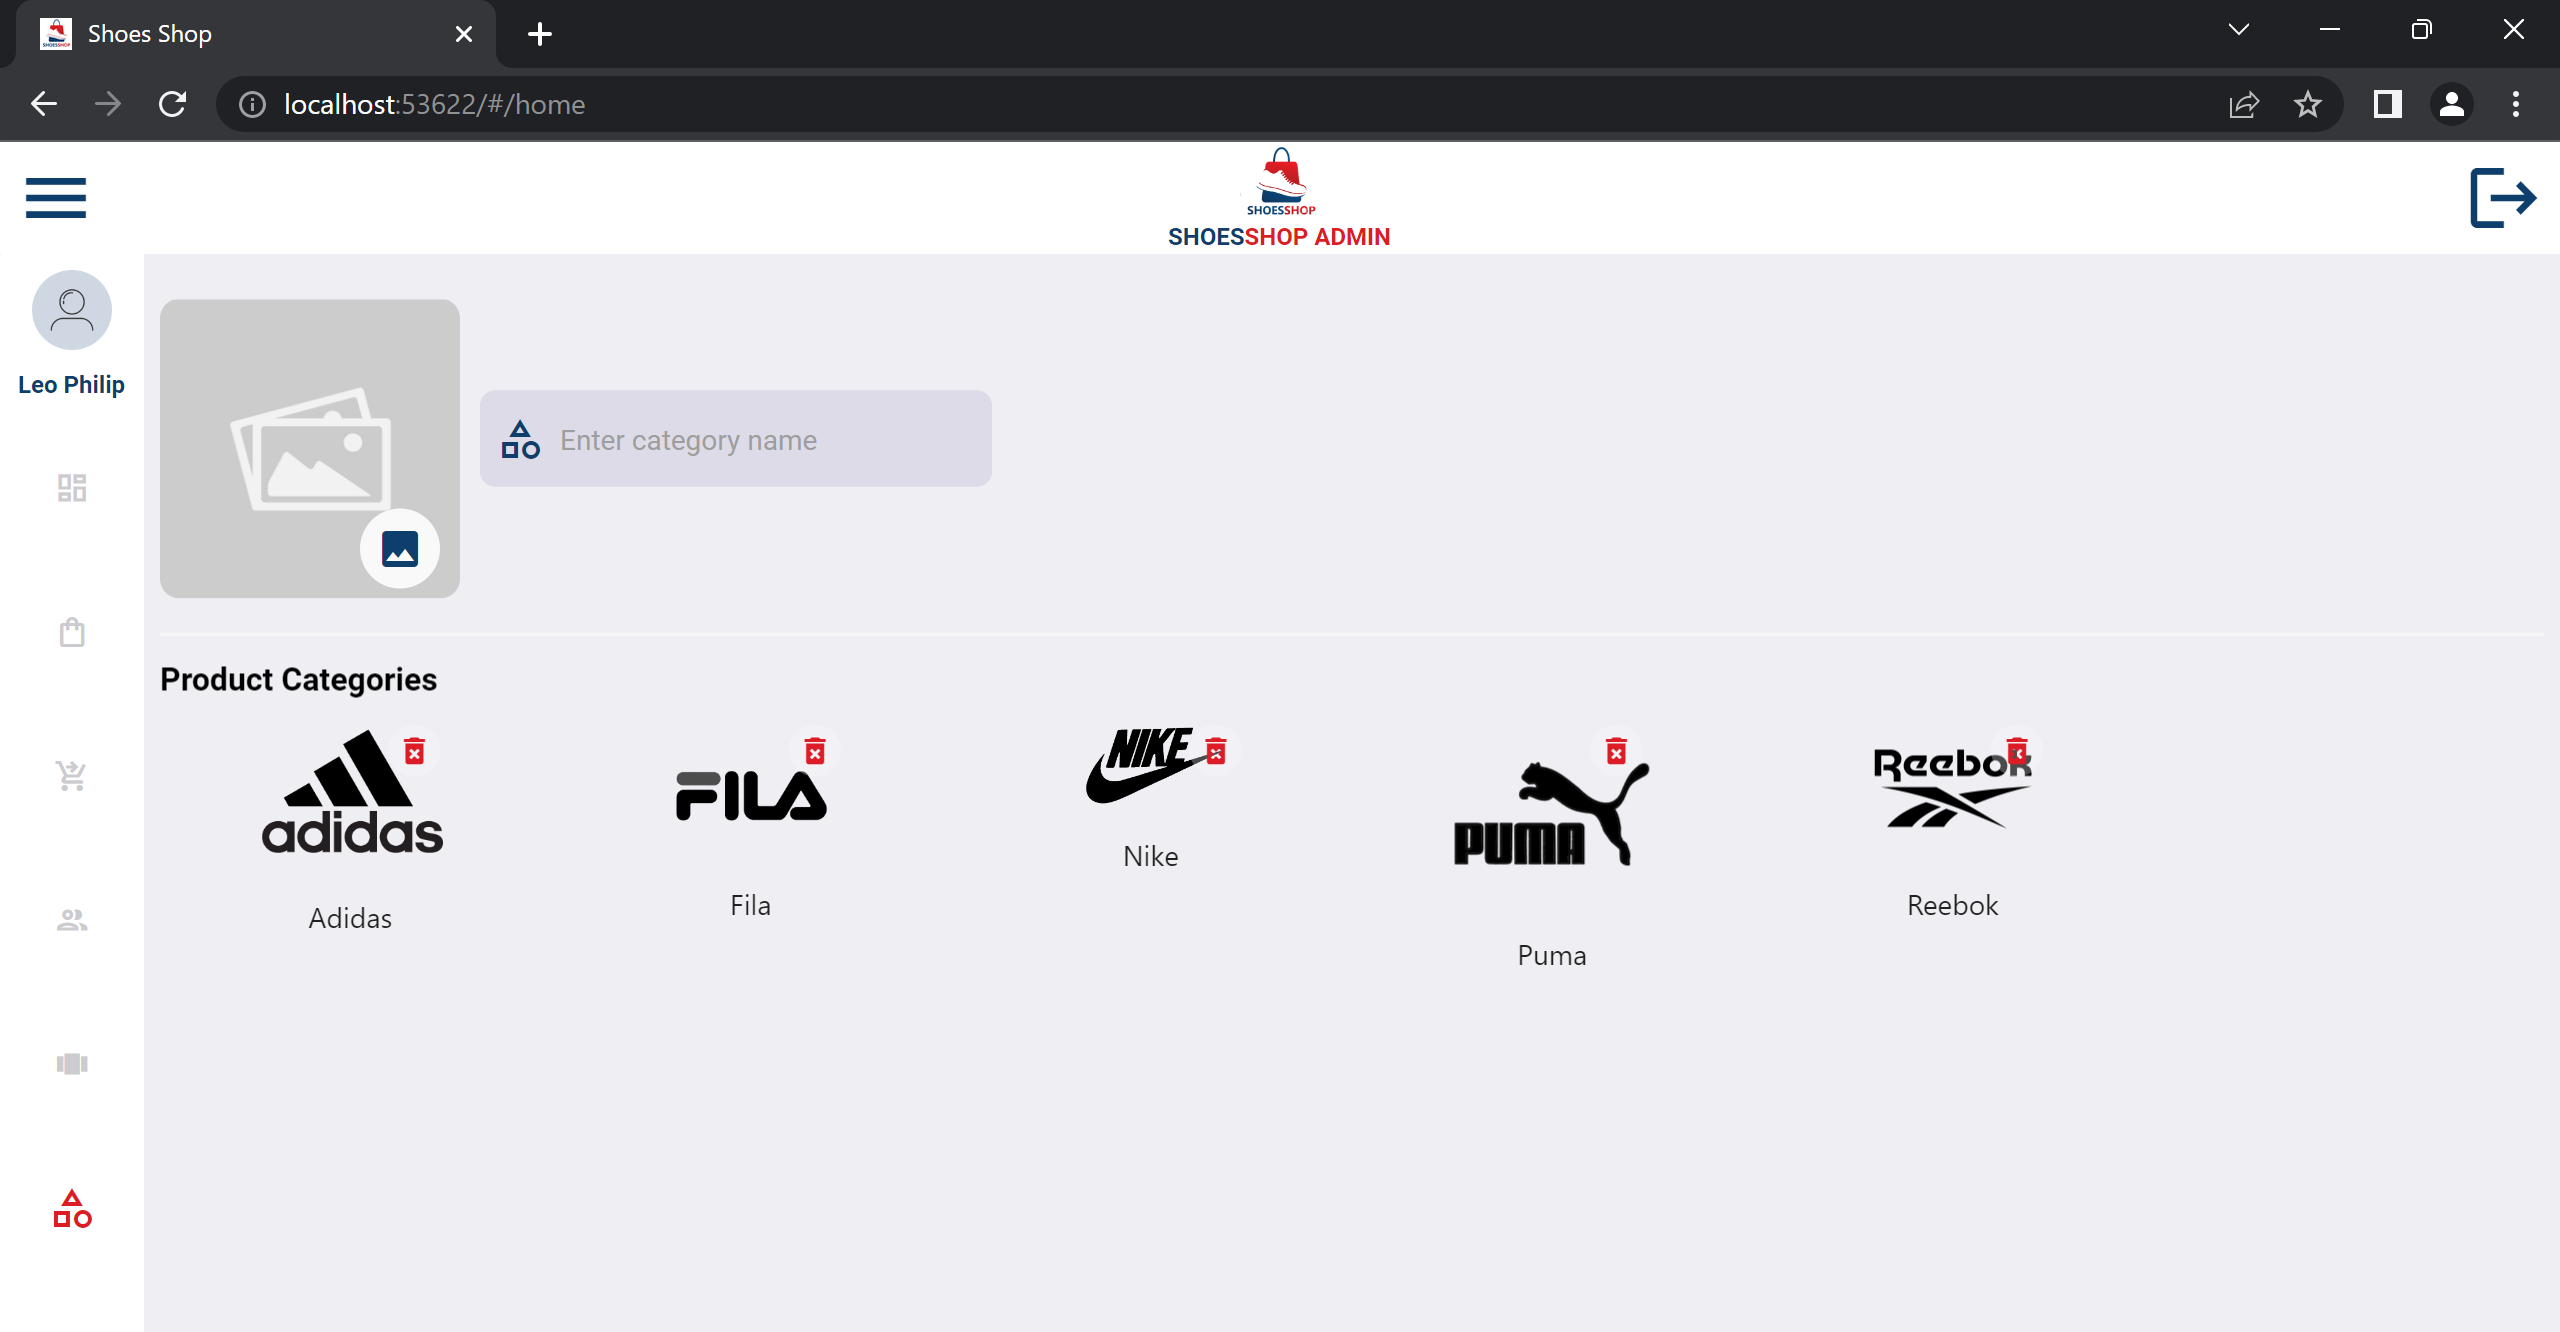 Shoes Shop
localhost:53622/#/home
SHOESSHOP
SHOESSHOP ADMIN
Leo Philip
Enter category name
Product Categories
adidas
FILA
NIKE
PUMA
Reebok
Adidas
Fila
Nike
Puma
Reebok